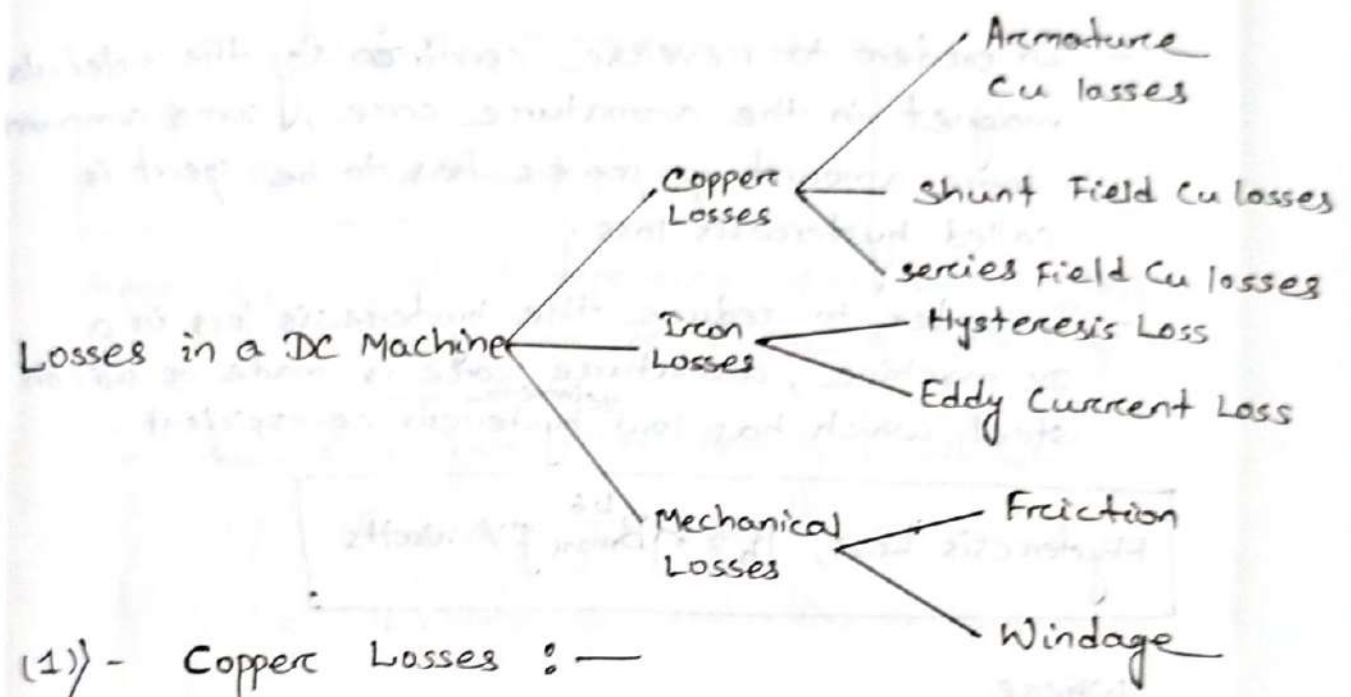 Armature
Cu losses
Copper
Losses
Shunt Field Cu losses
series Field Cu losses
Losses in a DC Machine
Iron
Losses
Hysteresis Loss
Eddy Current Loss
Mechanical
Losses
Friction
Windage
(1)) - Copper Losses : —